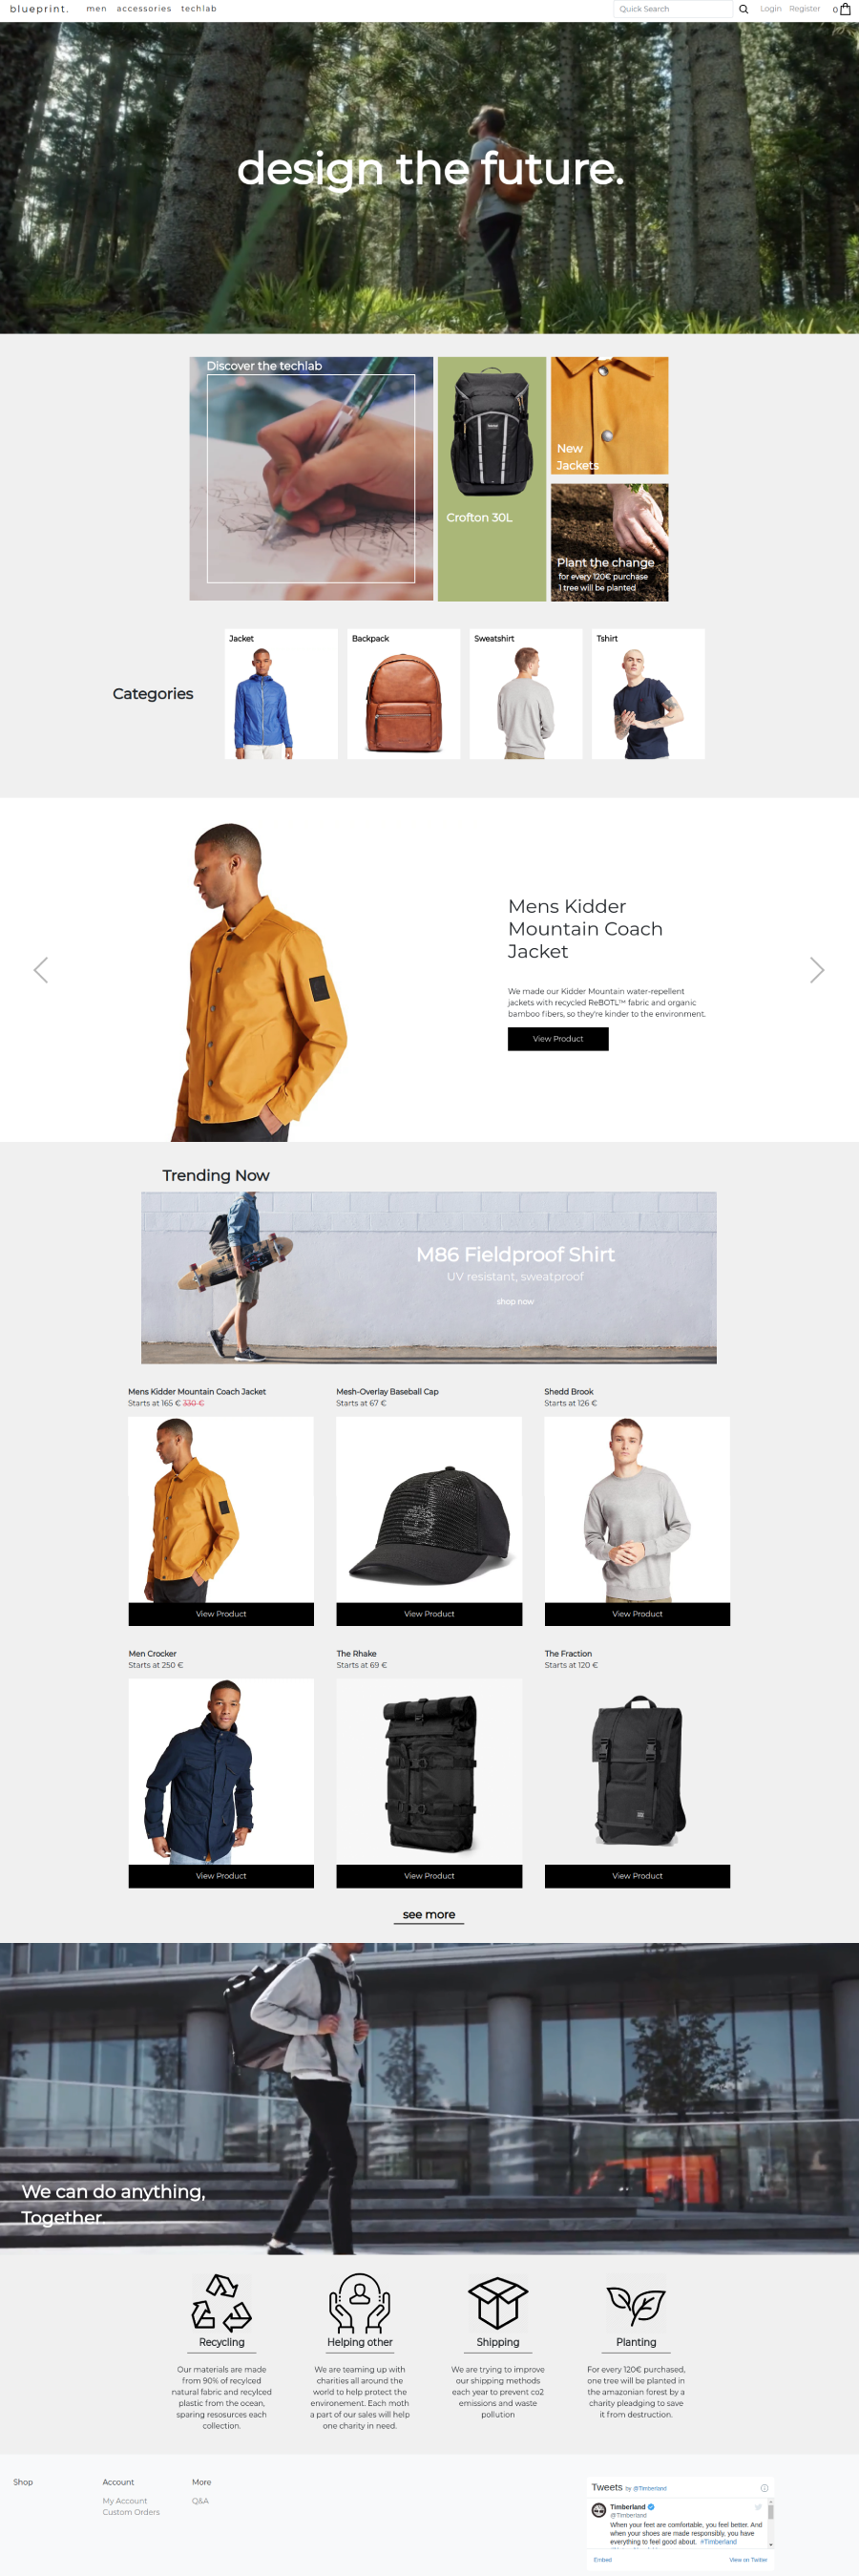 blueprint. men accessories techlab
Quick Search
Login Register 0
design the future.
Discover the techlab
Crofton 30L
New
Jackets
Plant the change
for every 120€ purchase
1 tree will be planted
Categories
Jacket
Backpack
Sweatshirt
Tshirt
Mens Kidder
Mountain Coach
Jacket
We made our Kidder Mountain water-repellent
jackets with recycled ReBOTL™ fabric and organic
bamboo fibers, so they're kinder to the environment.
View Product
Trending Now
M86 Fieldproof Shirt
UV resistant, sweatproof
shop now
Mens Kidder Mountain Coach Jacket
Starts at 165 € 330 €
View Product
Mesh-Overlay Baseball Cap
Starts at 67 €
View Product
Shedd Brook
Starts at 126 €
View Product
Men Crocker
Starts at 250 €
View Product
The Rhake
Starts at 69 €
View Product
The Fraction
Starts at 120 €
View Product
see more
We can do anything,
Together.
Recycling
Our materials are made
from 90% of recylced
natural fabric and recylced
plastic from the ocean,
sparing resosurces each
collection.
Helping other
We are teaming up with
charities all around the
world to help protect the
environement. Each moth
a part of our sales will help
one charity in need.
Shipping
We are trying to improve
our shipping methods
each year to prevent co2
emissions and waste
pollution
Planting
For every 120€ purchased,
one tree will be planted in
the amazonian forest by a
charity pleadging to save
it from destruction.
Shop
Account
My Account
Custom Orders
More
Q&A
Tweets by @Timberland
Timberland
@Timberland
When your feet are comfortable, you feel better. And
when your shoes are made responsibly, you have
everything to feel good about. #Timberland
Embed
View on Twitter